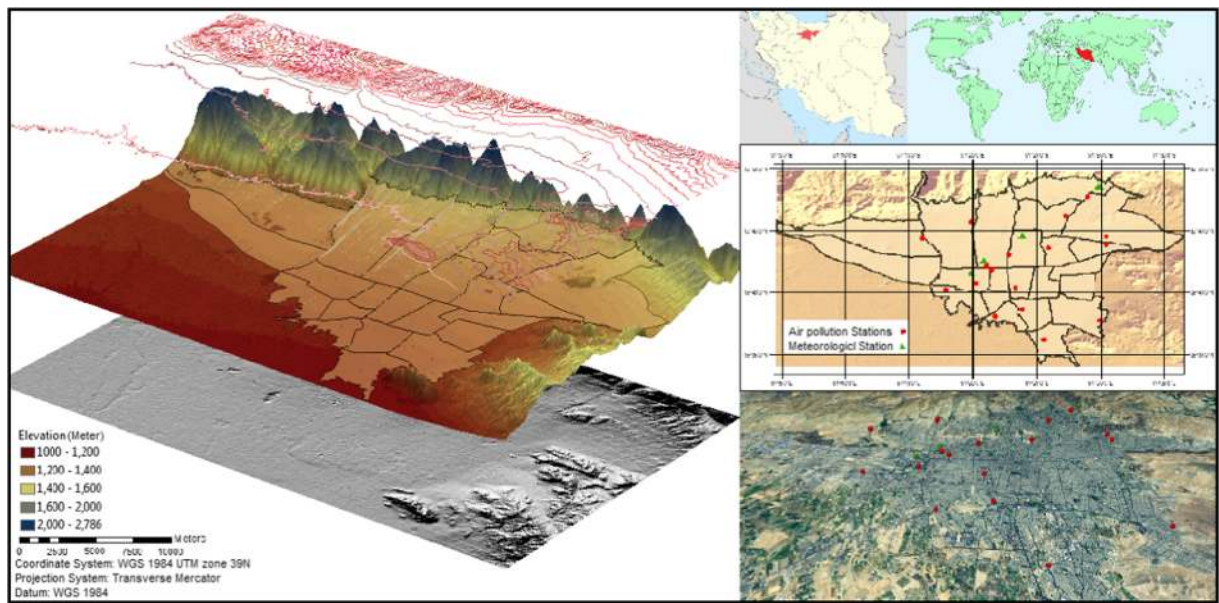 Elevation (Meter)
1000 - 1,200
1,200 - 1,400
1,400 - 1,600
1,600 - 2,000
2,000 - 2,786
Meters
0 2500 5000 7500 10000
Coordinate System: WGS 1984 UTM zone 39N
Projection System: Transverse Mercator
Datum: WGS 1984
Air pollution Stations
Meteorologicl Station